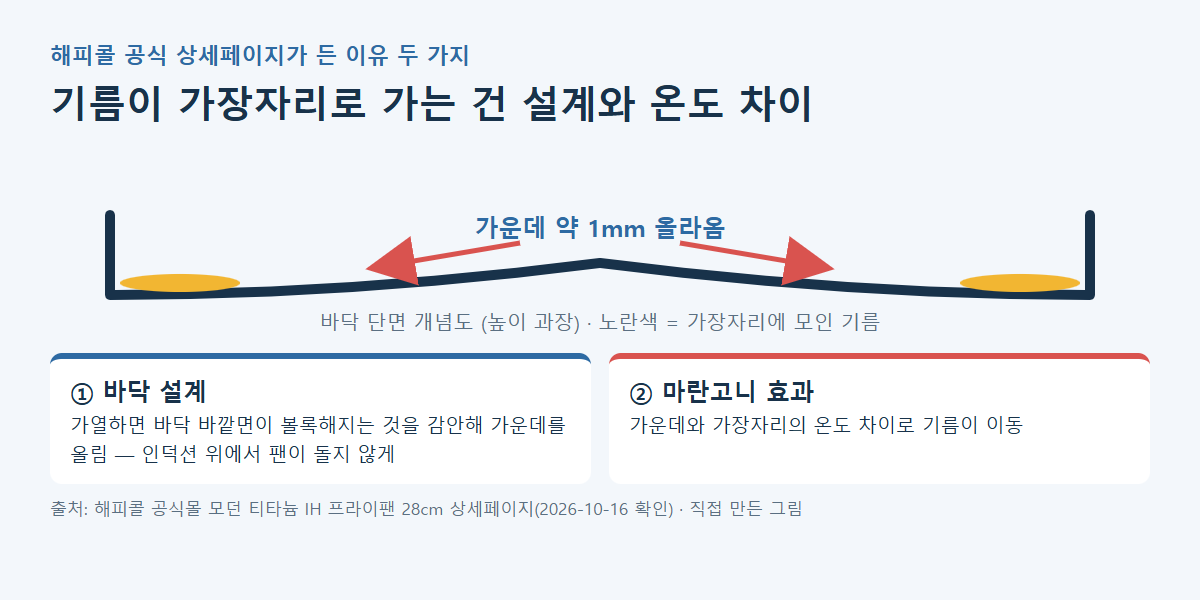 해피콜 공식 상세페이지가 든 이유 두 가지
기름이 가장자리로 가는 건 설계와 온도 차이
가운데 약 1mm 올라옴
바닥 단면 개념도 (높이 과장) · 노란색 = 가장자리에 모인 기름
① 바닥 설계
가열하면 바닥 바깥면이 볼록해지는 것을 감안해 가운데를
올림 — 인덕션 위에서 팬이 돌지 않게
② 마란고니 효과
가운데와 가장자리의 온도 차이로 기름이 이동
출처: 해피콜 공식몰 모던 티타늄 IH 프라이팬 28cm 상세페이지(2026-10-16 확인) · 직접 만든 그림